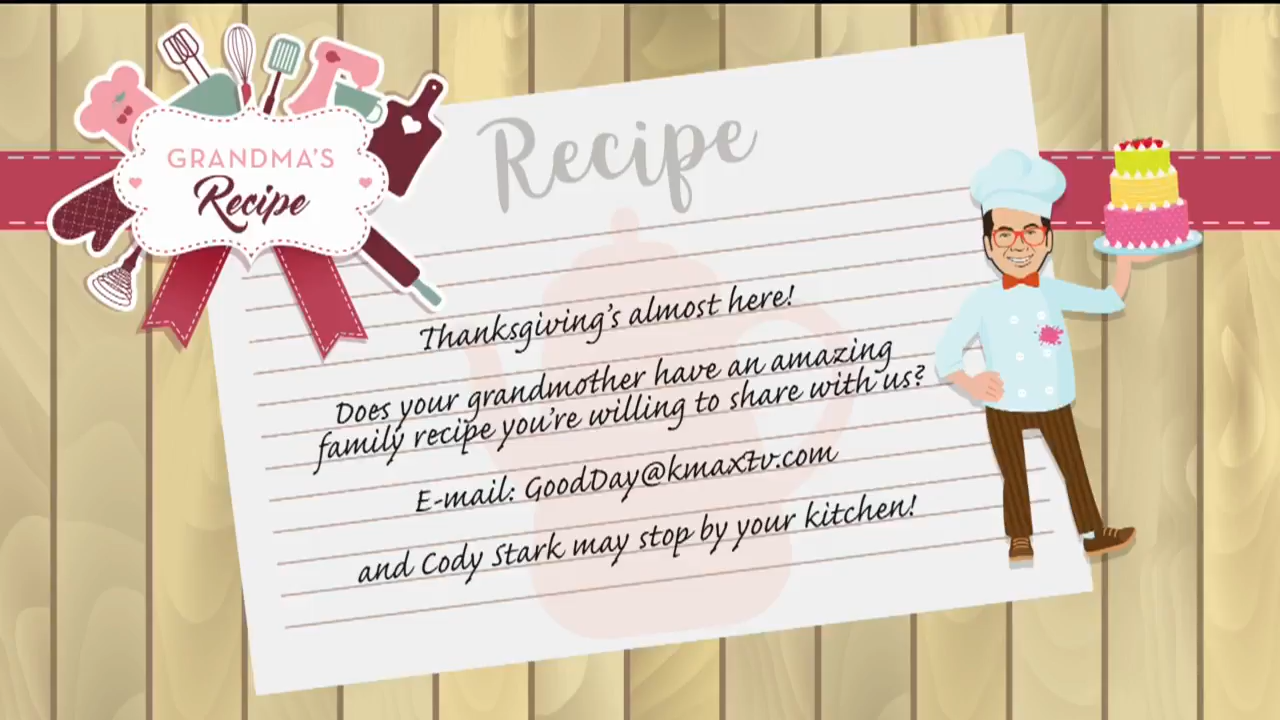 GRANDMA'S
Recipe
Recipe
Thanksgiving's almost here!
Does your grandmother have an amazing
family recipe you're willing to share with us?
E-mail: GoodDay@kmaxtv.com
and Cody Stark may stop by your kitchen!